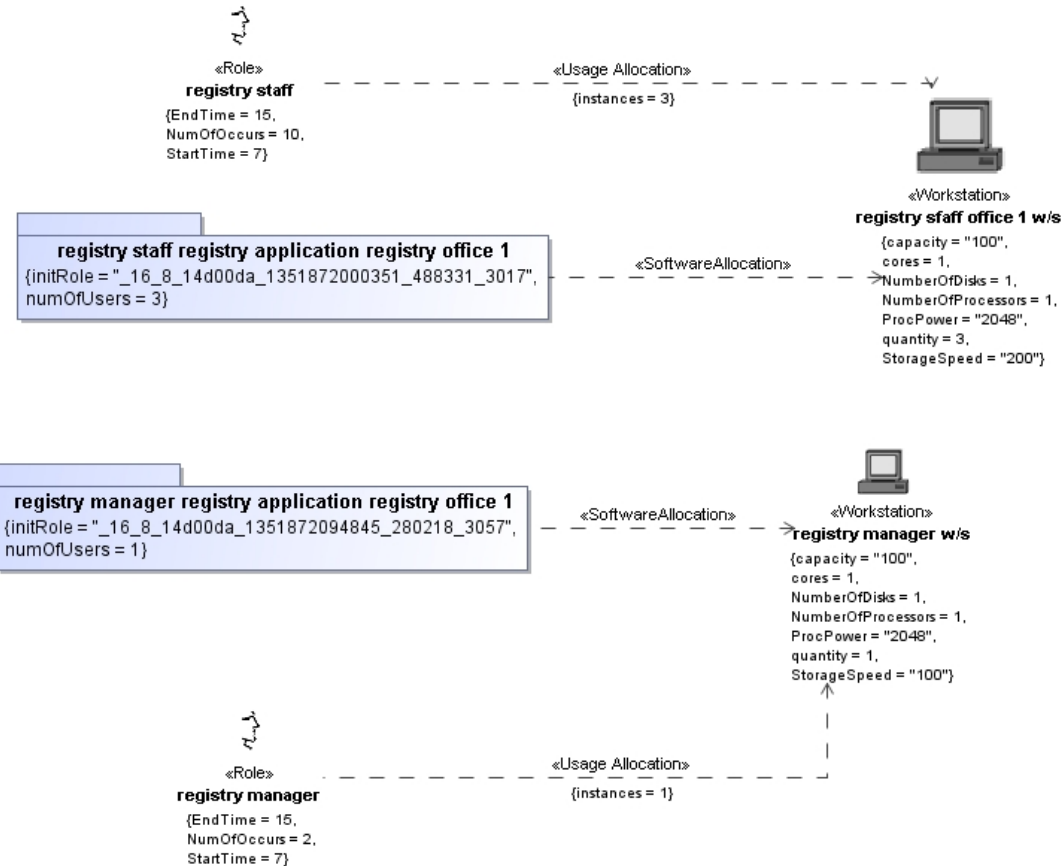 «Role»
registry staff
{EndTime = 15,
NumOfOccurs = 10,
StartTime = 7}
«Usage Allocation»
{instances = 3}
«Workstation»
registry sfaff office 1 w/s
{capacity = "100",
cores = 1,
NumberOfDisks = 1,
NumberOfProcessors = 1,
ProcPower = "2048",
quantity = 3,
StorageSpeed = "200"}
registry staff registry application registry office 1
{initRole = "_16_8_14d00da_1351872000351_488331_3017",
numOfUsers = 3}
«SoftwareAllocation»
registry manager registry application registry office 1
{initRole = "_16_8_14d00da_1351872094845_280218_3057",
numOfUsers = 1}
«SoftwareAllocation»
«Workstation»
registry manager w/s
{capacity = "100",
cores = 1,
NumberOfDisks = 1,
NumberOfProcessors = 1,
ProcPower = "2048",
quantity = 1,
StorageSpeed = "100"}
«Role»
registry manager
{EndTime = 15,
NumOfOccurs = 2,
StartTime = 7}
«Usage Allocation»
{instances = 1}